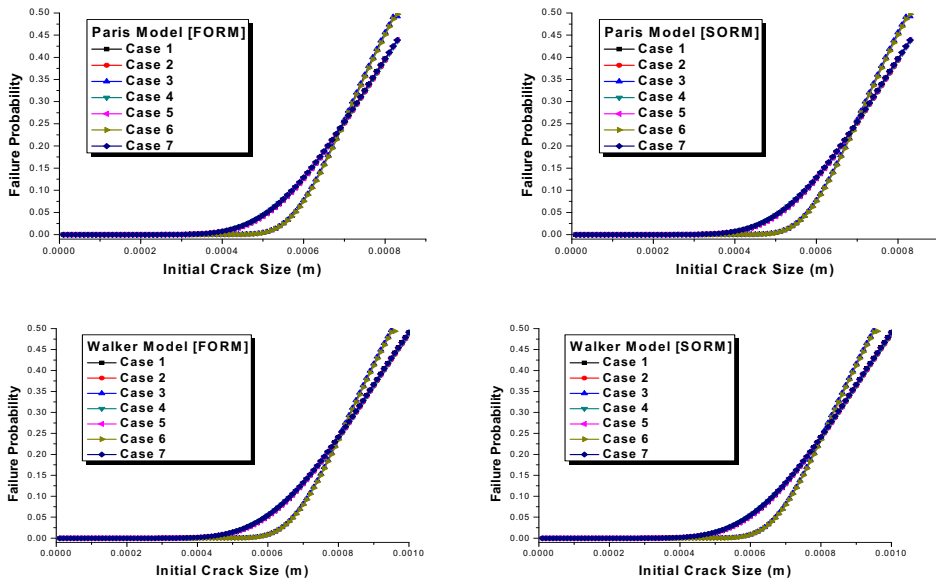 Paris Model [FORM]
Case 1
Case 2
Case 3
Case 4
Case 5
Case 6
Case 7
0.50
0.45
0.40
0.35
0.30
0.25
0.20
0.15
0.10
0.05
0.00
Failure Probability
0.0000 0.0002 0.0004 0.0006 0.0008
Initial Crack Size (m)
Paris Model [SORM]
Case 1
Case 2
Case 3
Case 4
Case 5
Case 6
Case 7
0.50
0.45
0.40
0.35
0.30
0.25
0.20
0.15
0.10
0.05
0.00
Failure Probability
0.0000 0.0002 0.0004 0.0006 0.0008
Initial Crack Size (m)
Walker Model [FORM]
Case 1
Case 2
Case 3
Case 4
Case 5
Case 6
Case 7
0.50
0.45
0.40
0.35
0.30
0.25
0.20
0.15
0.10
0.05
0.00
Failure Probability
0.0000 0.0002 0.0004 0.0006 0.0008 0.0010
Initial Crack Size (m)
Walker Model [SORM]
Case 1
Case 2
Case 3
Case 4
Case 5
Case 6
Case 7
0.50
0.45
0.40
0.35
0.30
0.25
0.20
0.15
0.10
0.05
0.00
Failure Probability
0.0000 0.0002 0.0004 0.0006 0.0008 0.0010
Initial Crack Size (m)